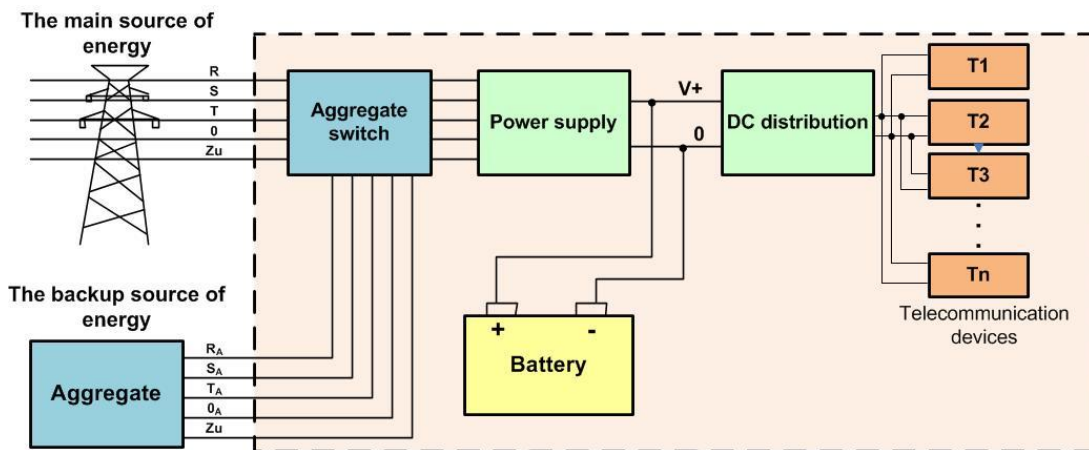 The main source of
energy
R
S
T
0
Zu
Aggregate
switch
Power supply
V+
0
DC distribution
T1
T2
T3
Tn
Telecommunication
devices
+ -
Battery
The backup source of
energy
Aggregate
RA
SA
TA
0A
Zu